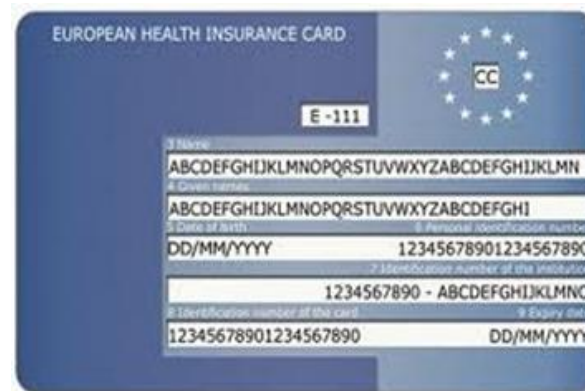 EUROPEAN HEALTH INSURANCE CARD
CC
E -111
3 Name
ABCDEFGHIJKLMNOPQRSTUVWXYZABCDEFGHIJKLMN
4 Given names
ABCDEFGHIJKLMNOPQRSTUVWXYZABCDEFGHI
5 Date of birth 6 Personal identification number
DD/MM/YYYY 12345678901234567890
7 Identification number of the institution
1234567890 - ABCDEFGHIJKLMNO
8 Identification number of the card 9 Expiry date
12345678901234567890 DD/MM/YYYY